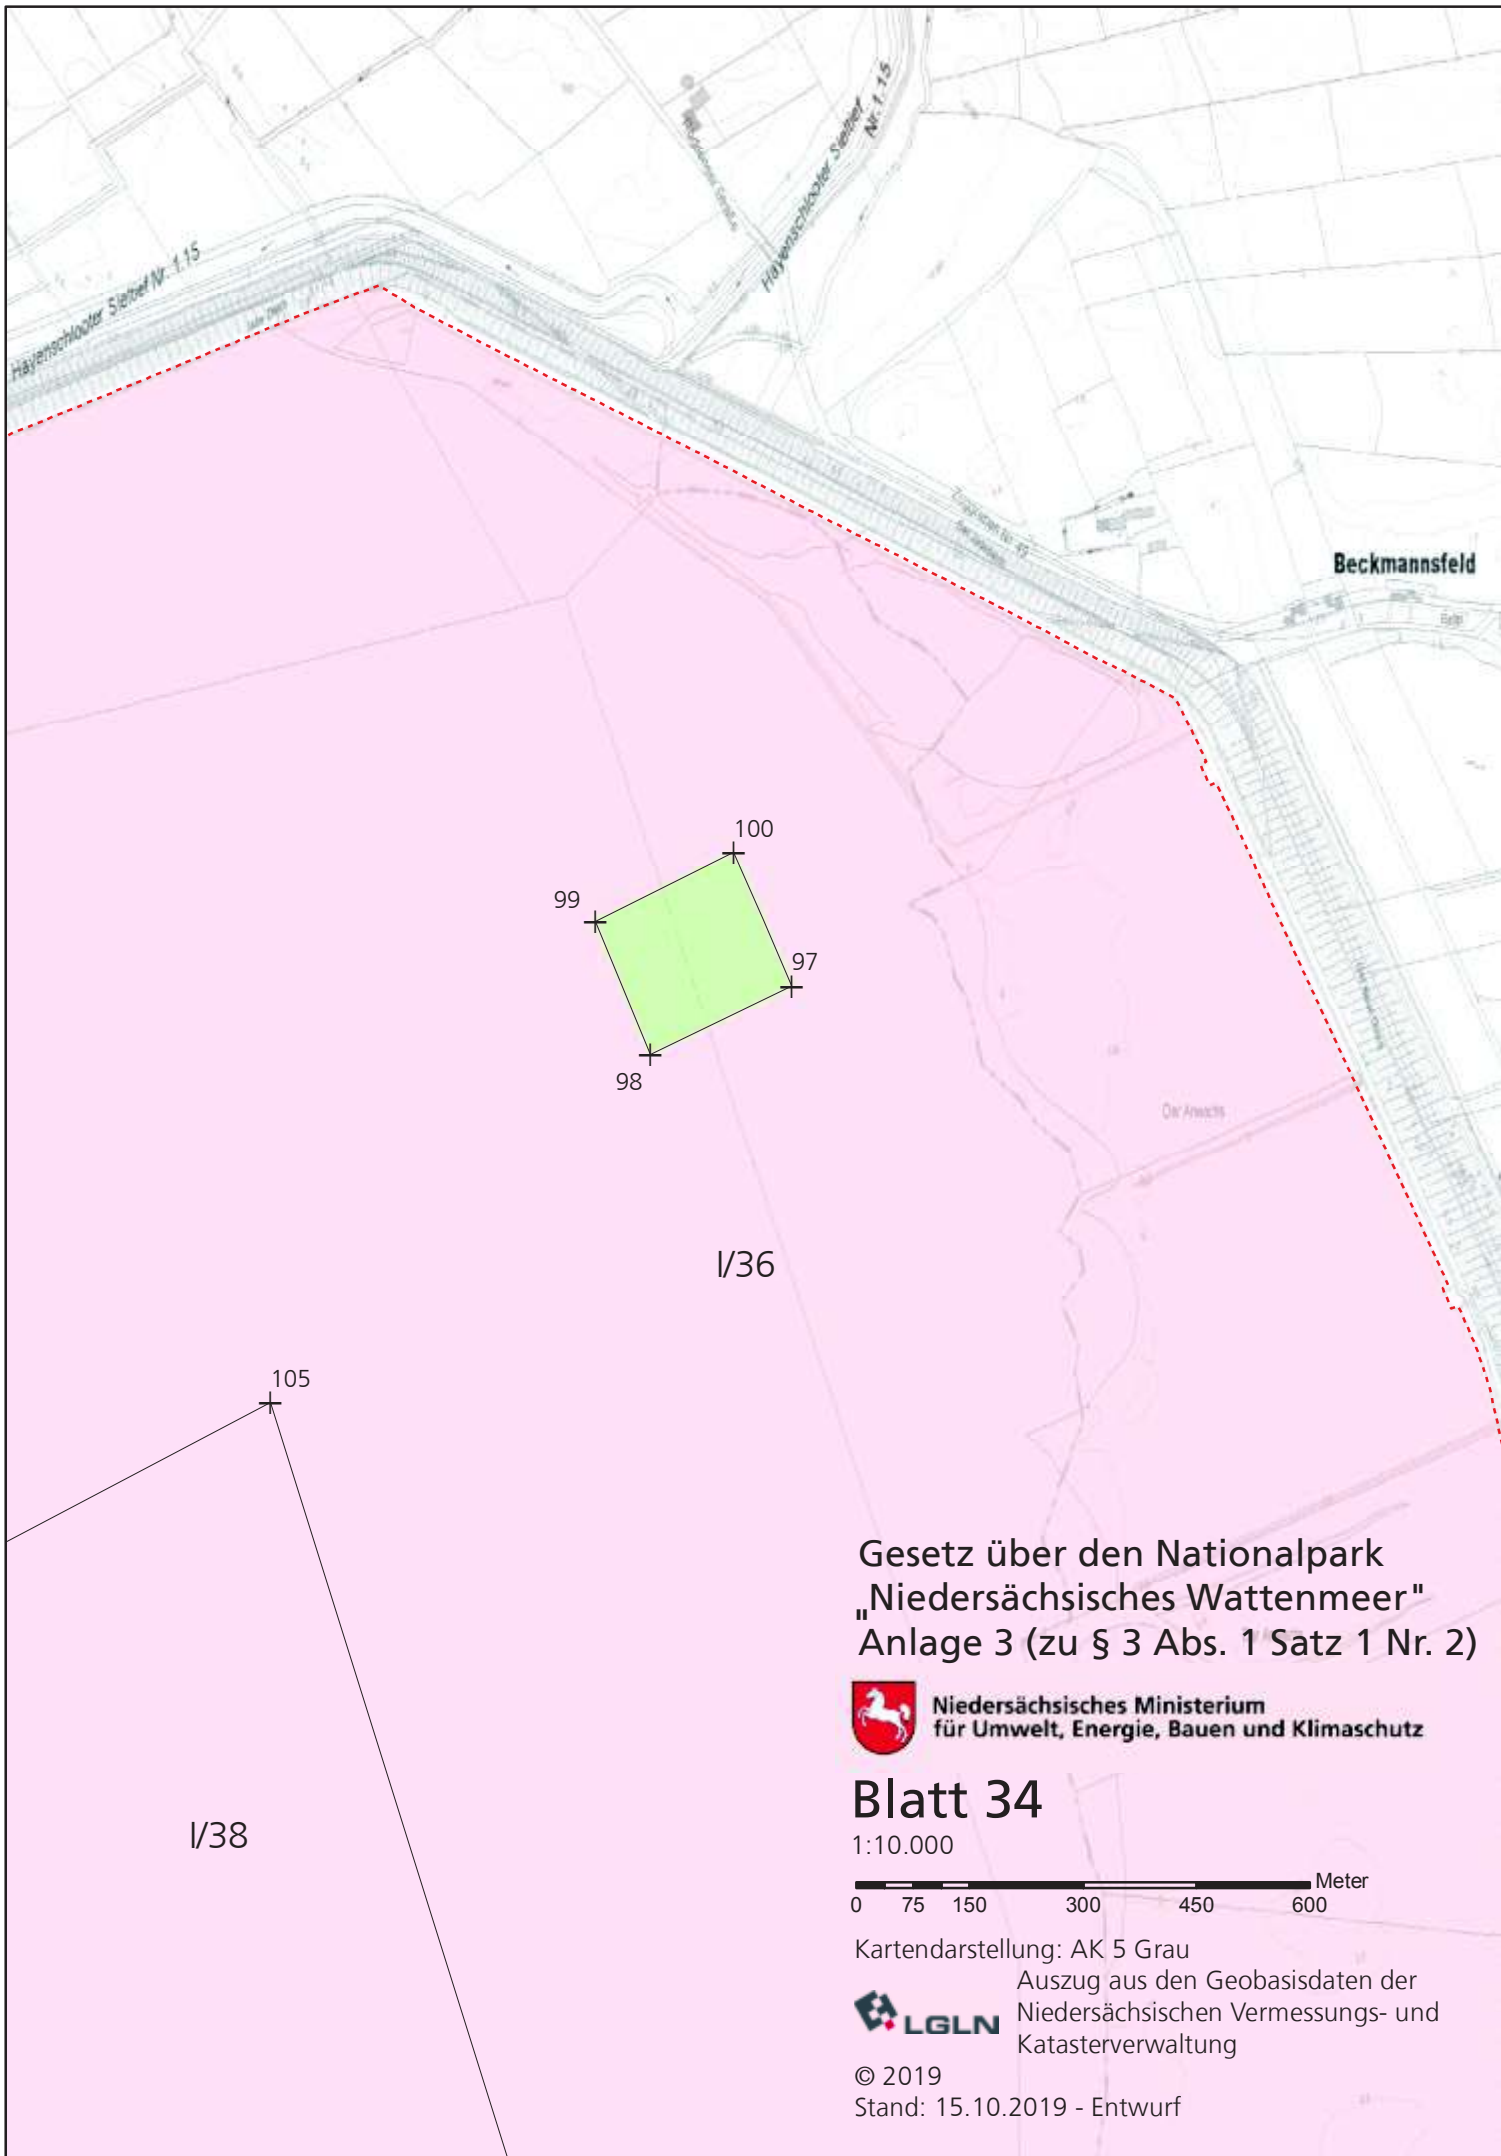 Hayenschlooter Sieltief
Nr. 1.15
Hayenschlooter Sieltief Nr. 1.15
Beckmannsfeld
100
99
97
98
Der Anwachs
I/36
105
I/38
Gesetz über den Nationalpark
„Niedersächsisches Wattenmeer"
Anlage 3 (zu § 3 Abs. 1 Satz 1 Nr. 2)
Niedersächsisches Ministerium
für Umwelt, Energie, Bauen und Klimaschutz
Blatt 34
1:10.000
Meter
0 75 150 300 450 600
Kartendarstellung: AK 5 Grau
Auszug aus den Geobasisdaten der
Niedersächsischen Vermessungs- und
Katasterverwaltung
LGLN
© 2019
Stand: 15.10.2019 - Entwurf